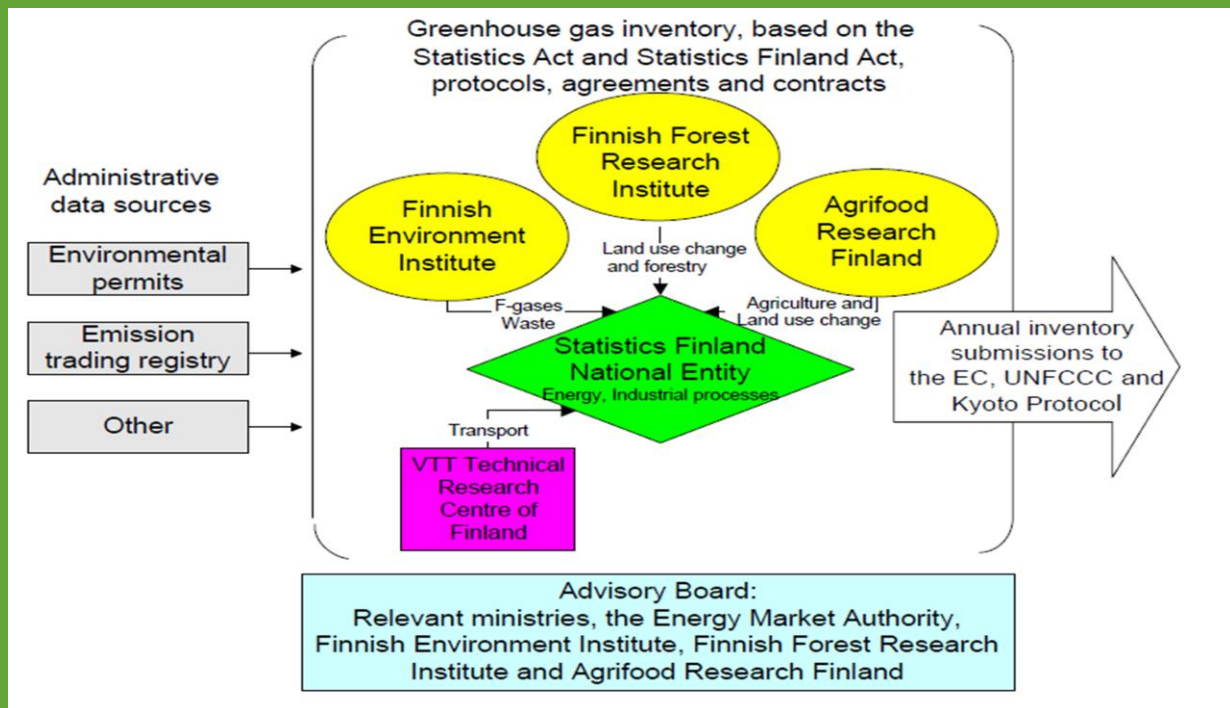 Greenhouse gas inventory, based on the
Statistics Act and Statistics Finland Act,
protocols, agreements and contracts
Administrative
data sources
Environmental
permits
Emission
trading registry
Other
Finnish Environment
Institute
Finnish Forest
Research
Institute
Agrifood
Research
Finland
F-gases
Waste
Land use change
and forestry
Agriculture and
Land use change
Statistics Finland
National Entity
Energy, Industrial processes
Transport
VTT Technical
Research
Centre of
Finland
Annual inventory
submissions to
the EC, UNFCCC and
Kyoto Protocol
Advisory Board:
Relevant ministries, the Energy Market Authority,
Finnish Environment Institute, Finnish Forest Research
Institute and Agrifood Research Finland